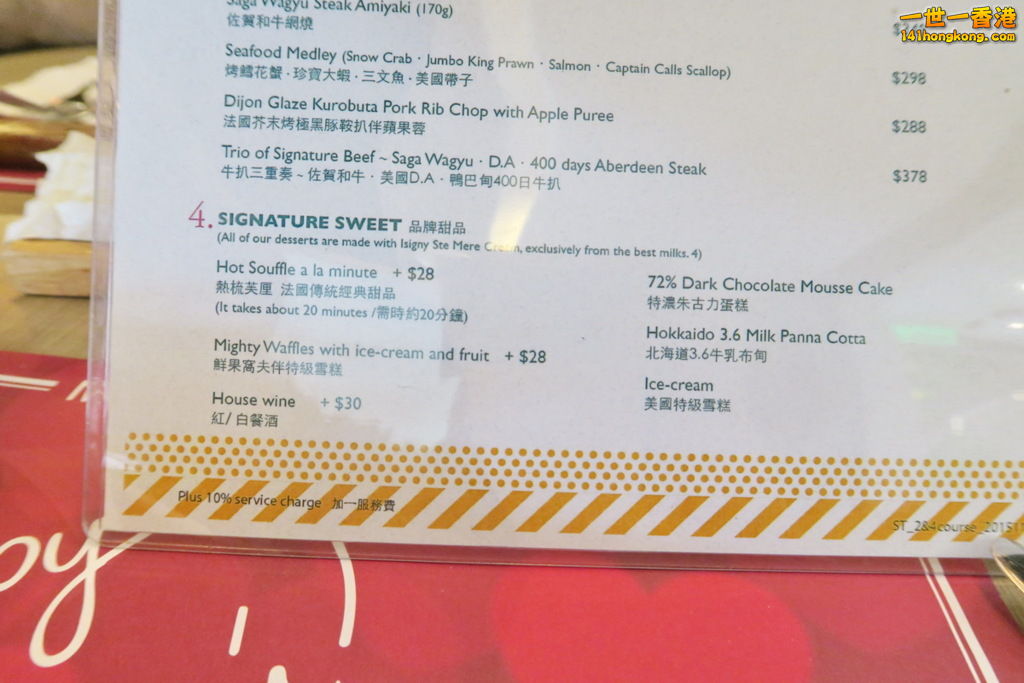 一世一香港
141hongkong.com
Saga Wagyu Steak Amiyaki (170g)
佐賀和牛網燒
Seafood Medley (Snow Crab · Jumbo King Prawn · Salmon · Captain Calls Scallop) $298
烤鱈花蟹 · 珍寶大蝦 · 三文魚 · 美國帶子
Dijon Glaze Kurobuta Pork Rib Chop with Apple Puree $288
法國芥末烤極黑豚鞍扒伴蘋果蓉
Trio of Signature Beef ~ Saga Wagyu · D.A · 400 days Aberdeen Steak $378
牛扒三重奏 ~ 佐賀和牛 · 美國D.A · 鴨巴甸400日牛扒
4. SIGNATURE SWEET 品牌甜品
(All of our desserts are made with Isigny Ste Mere Cream, exclusively from the best milks. 4)
Hot Souffle a la minute + $28
熱梳芙厘 法國傳統經典甜品
(It takes about 20 minutes /需時約20分鐘)
Mighty Waffles with ice-cream and fruit + $28
鮮果窩夫伴特級雪糕
House wine + $30
紅/ 白餐酒
72% Dark Chocolate Mousse Cake
特濃朱古力蛋糕
Hokkaido 3.6 Milk Panna Cotta
北海道3.6牛乳布甸
Ice-cream
美國特級雪糕
Plus 10% service charge 加一服務費
ST_2&4course_20151